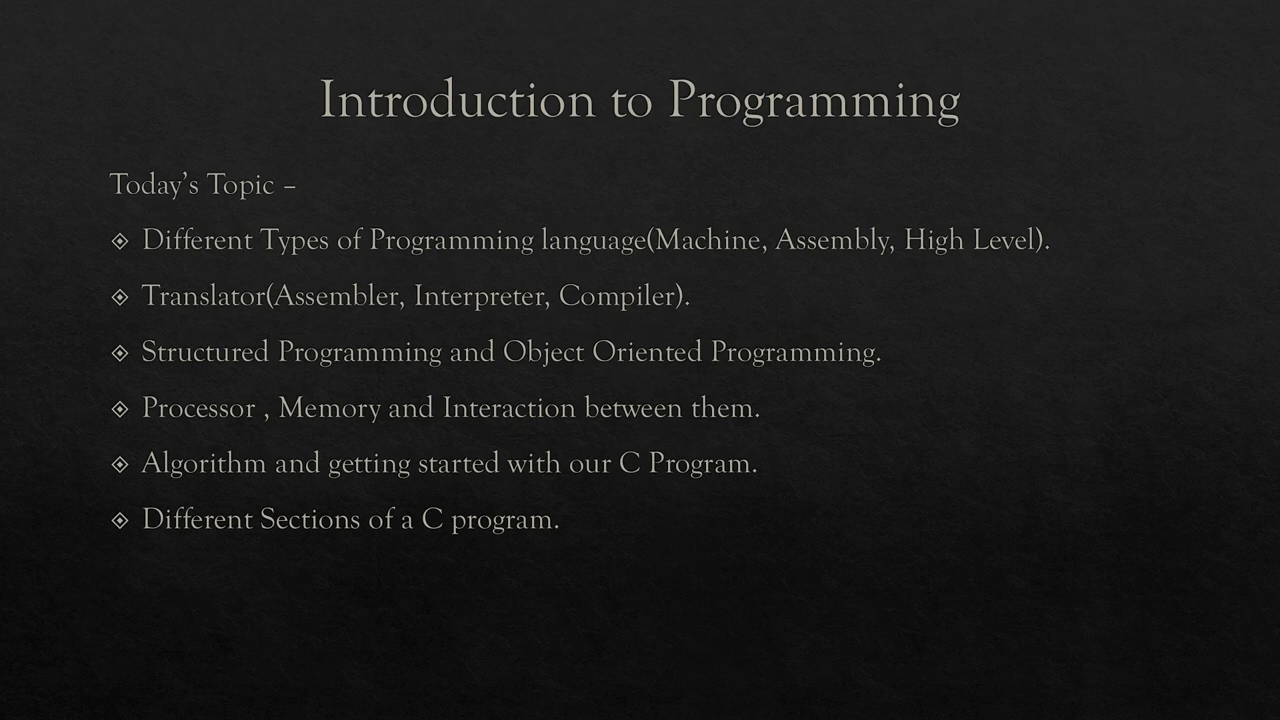 Introduction to Programming
Today’s Topic –
Different Types of Programming language(Machine, Assembly, High Level).
Translator(Assembler, Interpreter, Compiler).
Structured Programming and Object Oriented Programming.
Processor , Memory and Interaction between them.
Algorithm and getting started with our C Program.
Different Sections of a C program.